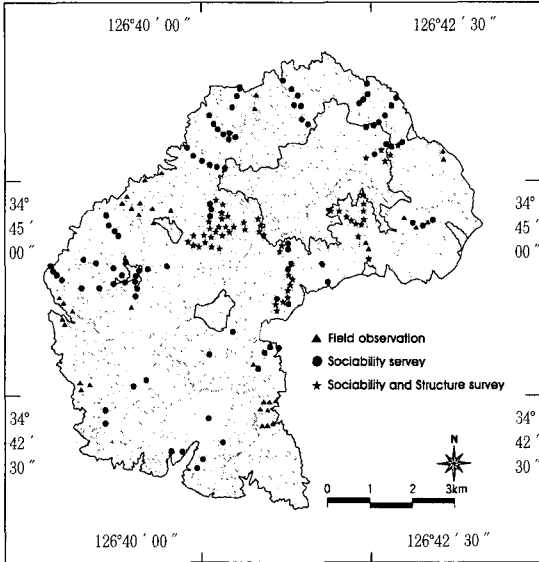 126° 40 ′ 00 ″
126° 42 ′ 30 ″
34°
45 ′
00 ″
34°
45 ′
00 ″
▲ Field observation
● Sociability servey
★ Sociability and Structure survey
34°
42 ′
30 ″
34°
42 ′
30 ″
N
0 1 2 3km
126° 40 ′ 00 ″
126° 42 ′ 30 ″